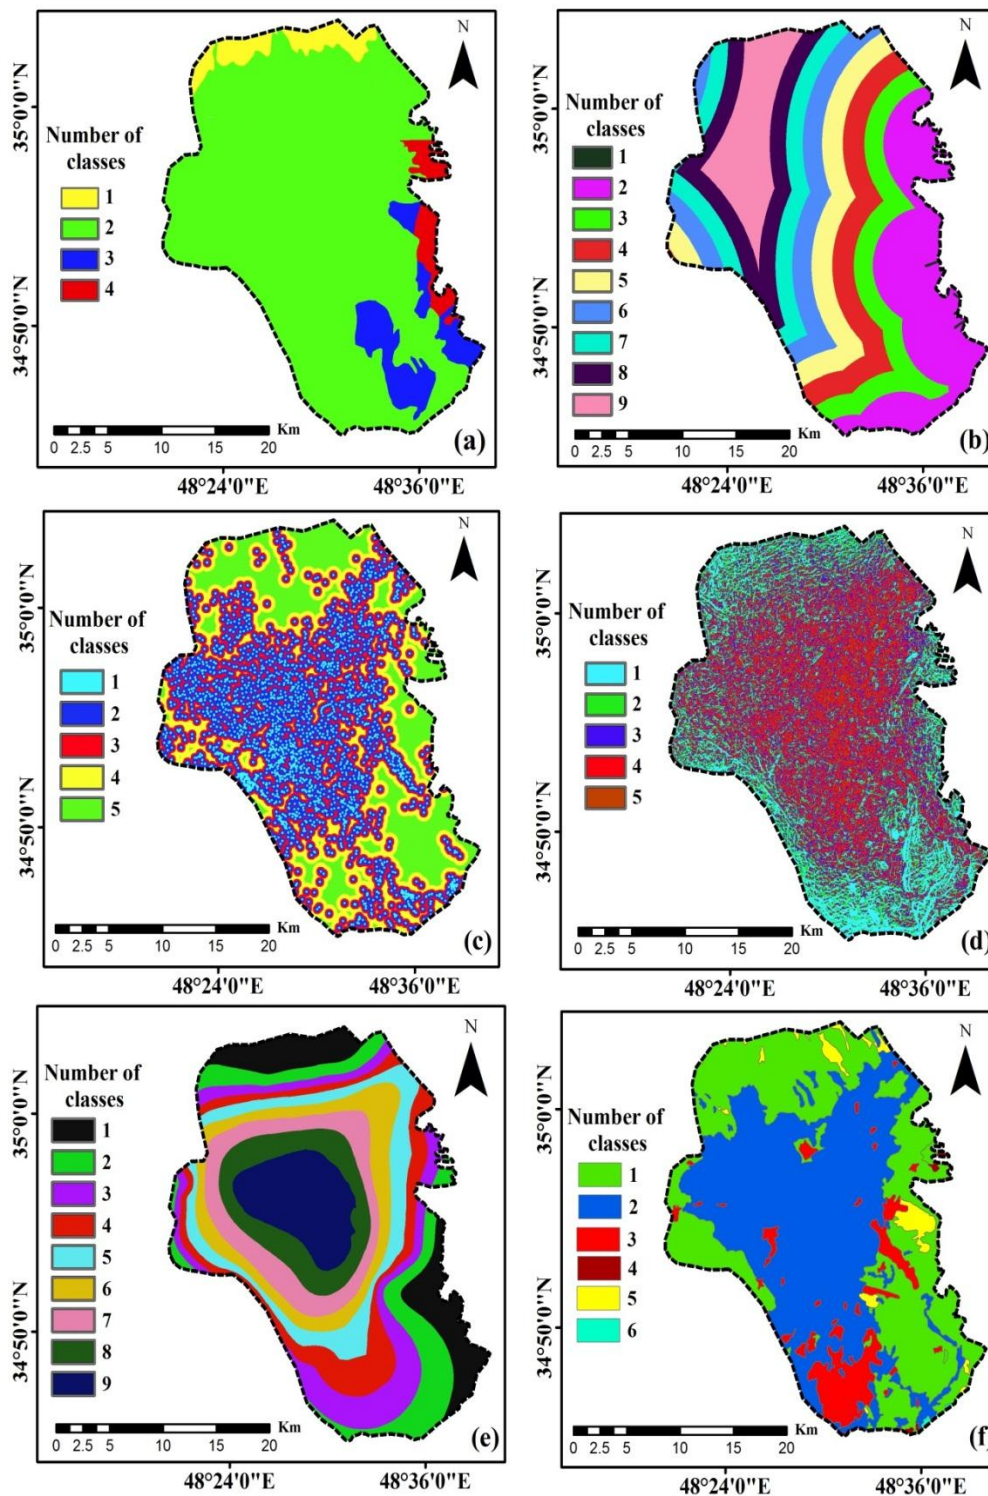 N
35°0'0"N
34°50'0"N
Number of
classes
1
2
3
4
Km
0 2.5 5 10 15 20
(a)
48°24'0"E 48°36'0"E
N
35°0'0"N
34°50'0"N
Number of
classes
1
2
3
4
5
6
7
8
9
Km
0 2.5 5 10 15 20
(b)
48°24'0"E 48°36'0"E
N
35°0'0"N
34°50'0"N
Number of
classes
1
2
3
4
5
Km
0 2.5 5 10 15 20
(c)
48°24'0"E 48°36'0"E
N
35°0'0"N
34°50'0"N
Number of
classes
1
2
3
4
5
Km
0 2.5 5 10 15 20
(d)
48°24'0"E 48°36'0"E
N
35°0'0"N
34°50'0"N
Number of
classes
1
2
3
4
5
6
7
8
9
Km
0 2.5 5 10 15 20
(e)
48°24'0"E 48°36'0"E
N
35°0'0"N
34°50'0"N
Number of
classes
1
2
3
4
5
6
Km
0 2.5 5 10 15 20
(f)
48°24'0"E 48°36'0"E